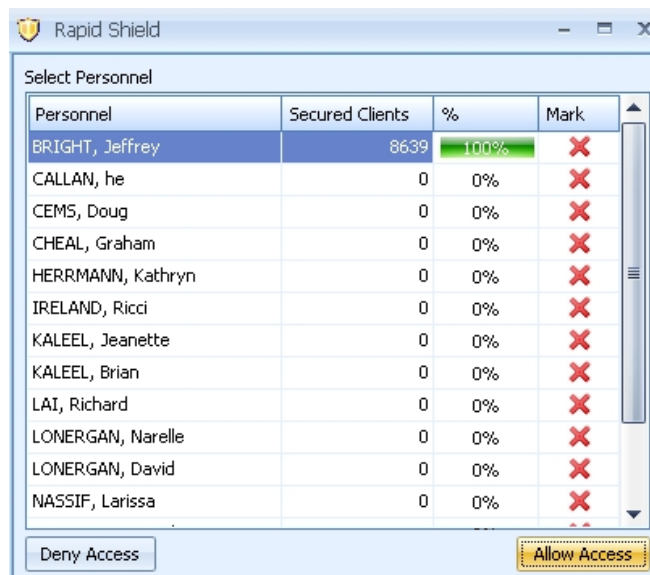 Rapid Shield
Select Personnel
Personnel Secured Clients % Mark
BRIGHT, Jeffrey 8639 100%
CALLAN, he 0 0%
CEMS, Doug 0 0%
CHEAL, Graham 0 0%
HERRMANN, Kathryn 0 0%
IRELAND, Ricci 0 0%
KALEEL, Jeanette 0 0%
KALEEL, Brian 0 0%
LAI, Richard 0 0%
LONERGAN, Narelle 0 0%
LONERGAN, David 0 0%
NASSIF, Larissa 0 0%
Deny Access Allow Access